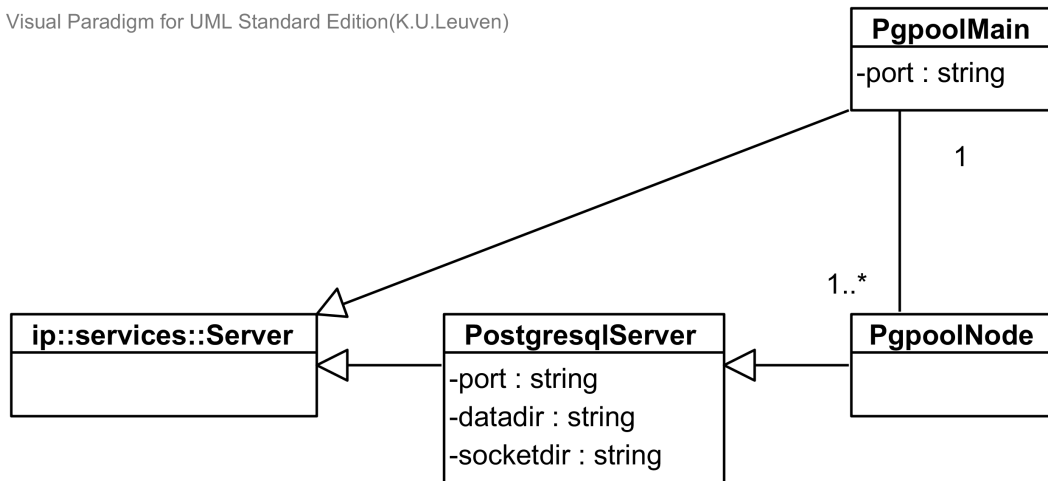 Visual Paradigm for UML Standard Edition(K.U.Leuven)
PgpoolMain
-port : string
1
1..*
ip::services::Server
PostgresqlServer
-port : string
-datadir : string
-socketdir : string
PgpoolNode